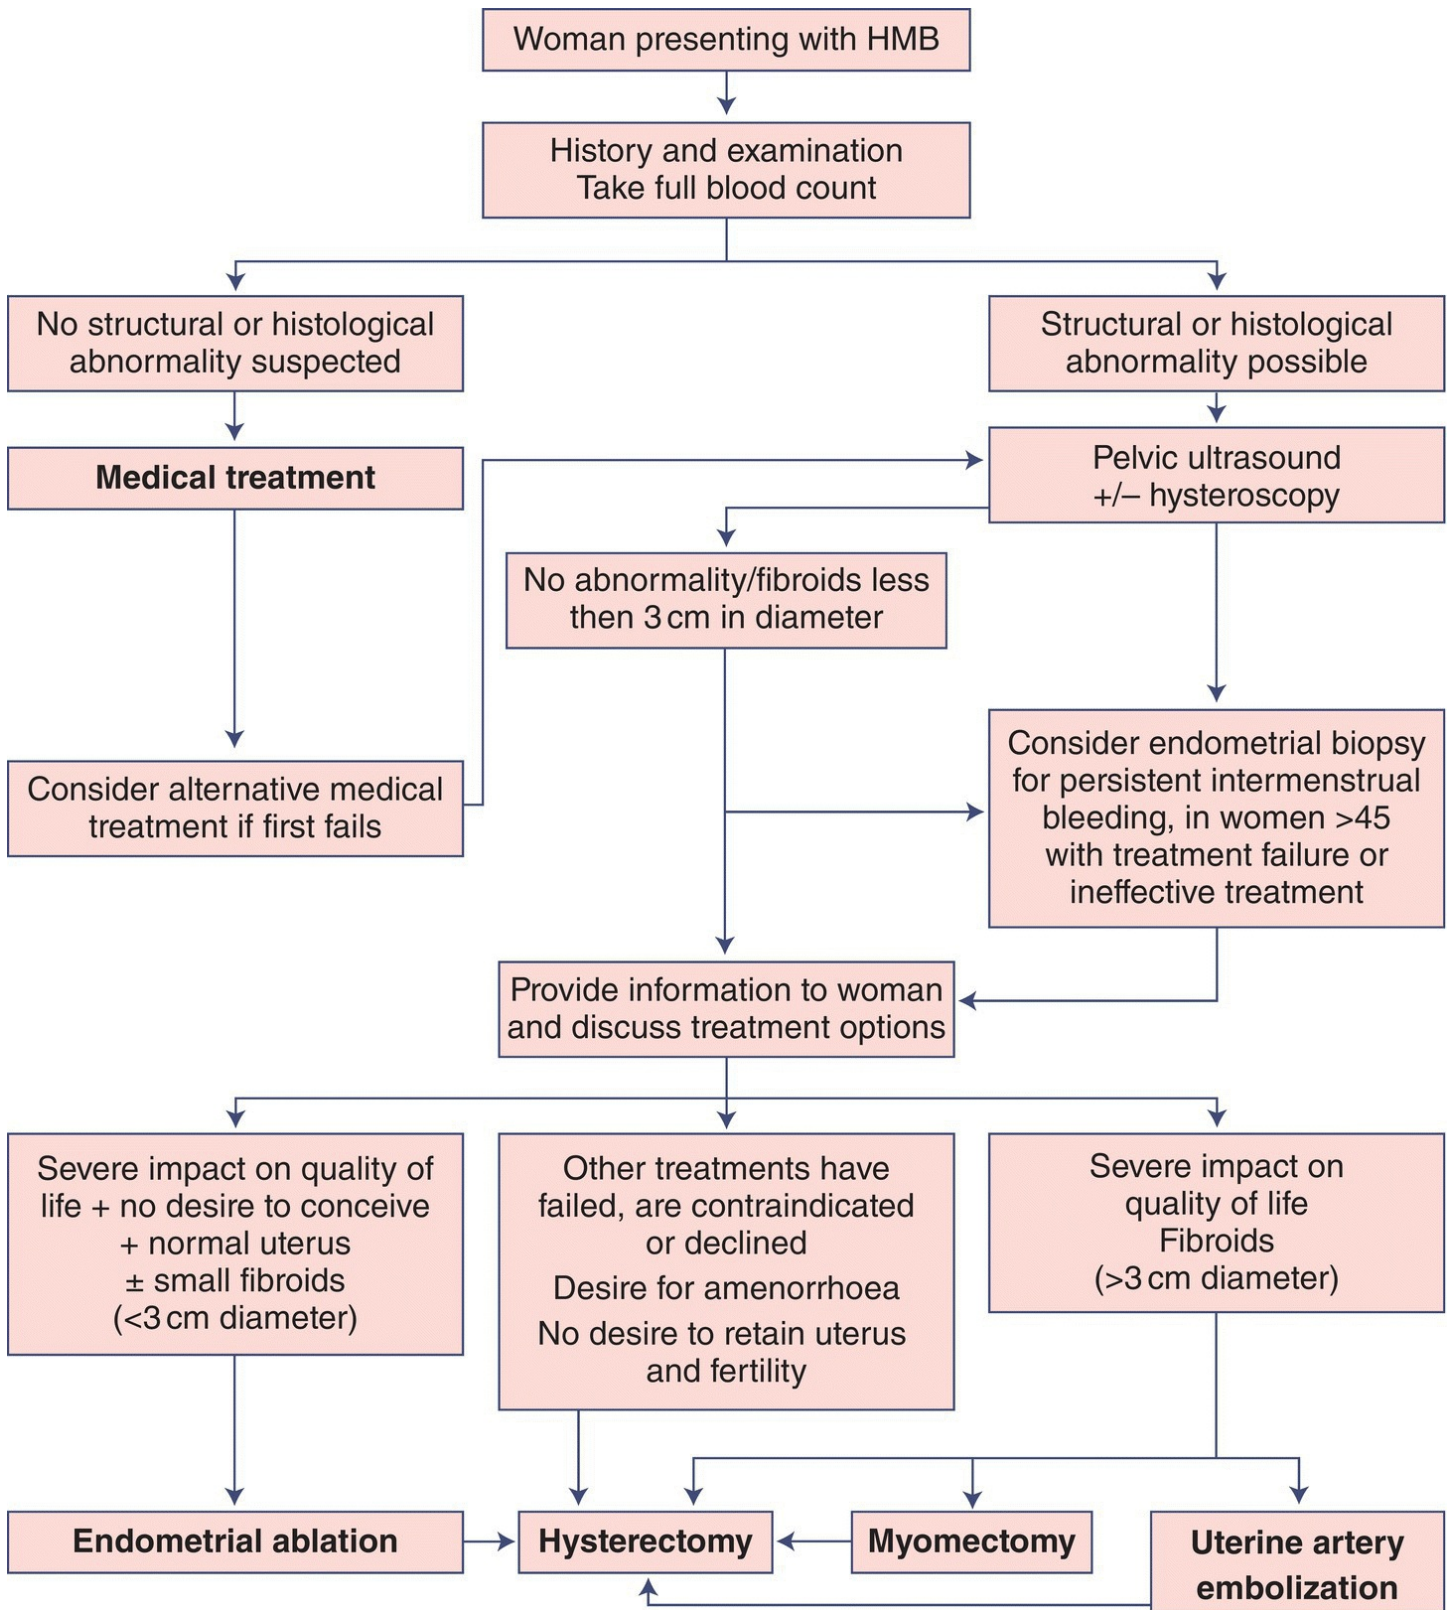 Woman presenting with HMB
History and examination
Take full blood count
No structural or histological
abnormality suspected
Structural or histological
abnormality possible
Medical treatment
Pelvic ultrasound
+/– hysteroscopy
No abnormality/fibroids less
then 3 cm in diameter
Consider alternative medical
treatment if first fails
Consider endometrial biopsy
for persistent intermenstrual
bleeding, in women >45
with treatment failure or
ineffective treatment
Provide information to woman
and discuss treatment options
Severe impact on quality of
life + no desire to conceive
+ normal uterus
± small fibroids
(<3 cm diameter)
Other treatments have
failed, are contraindicated
or declined
Desire for amenorrhoea
No desire to retain uterus
and fertility
Severe impact on
quality of life
Fibroids
(>3 cm diameter)
Endometrial ablation
Hysterectomy
Myomectomy
Uterine artery
embolization